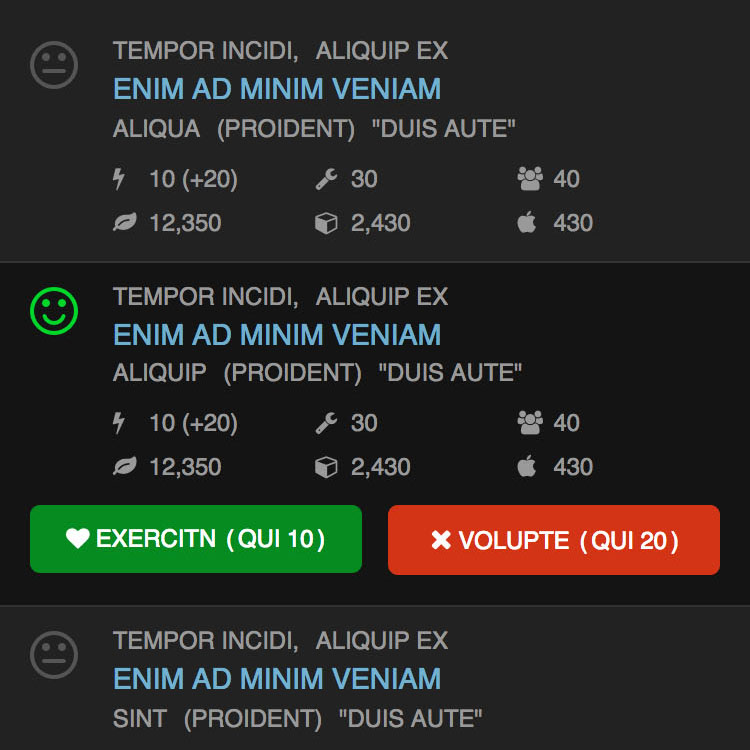 TEMPOR INCIDI, ALIQUIP EX
ENIM AD MINIM VENIAM
ALIQUA (PROIDENT) "DUIS AUTE"
10 (+20) 30 40
12,350 2,430 430
TEMPOR INCIDI, ALIQUIP EX
ENIM AD MINIM VENIAM
ALIQUIP (PROIDENT) "DUIS AUTE"
10 (+20) 30 40
12,350 2,430 430
EXERCITN (QUI 10) VOLUPTE (QUI 20)
TEMPOR INCIDI, ALIQUIP EX
ENIM AD MINIM VENIAM
SINT (PROIDENT) "DUIS AUTE"